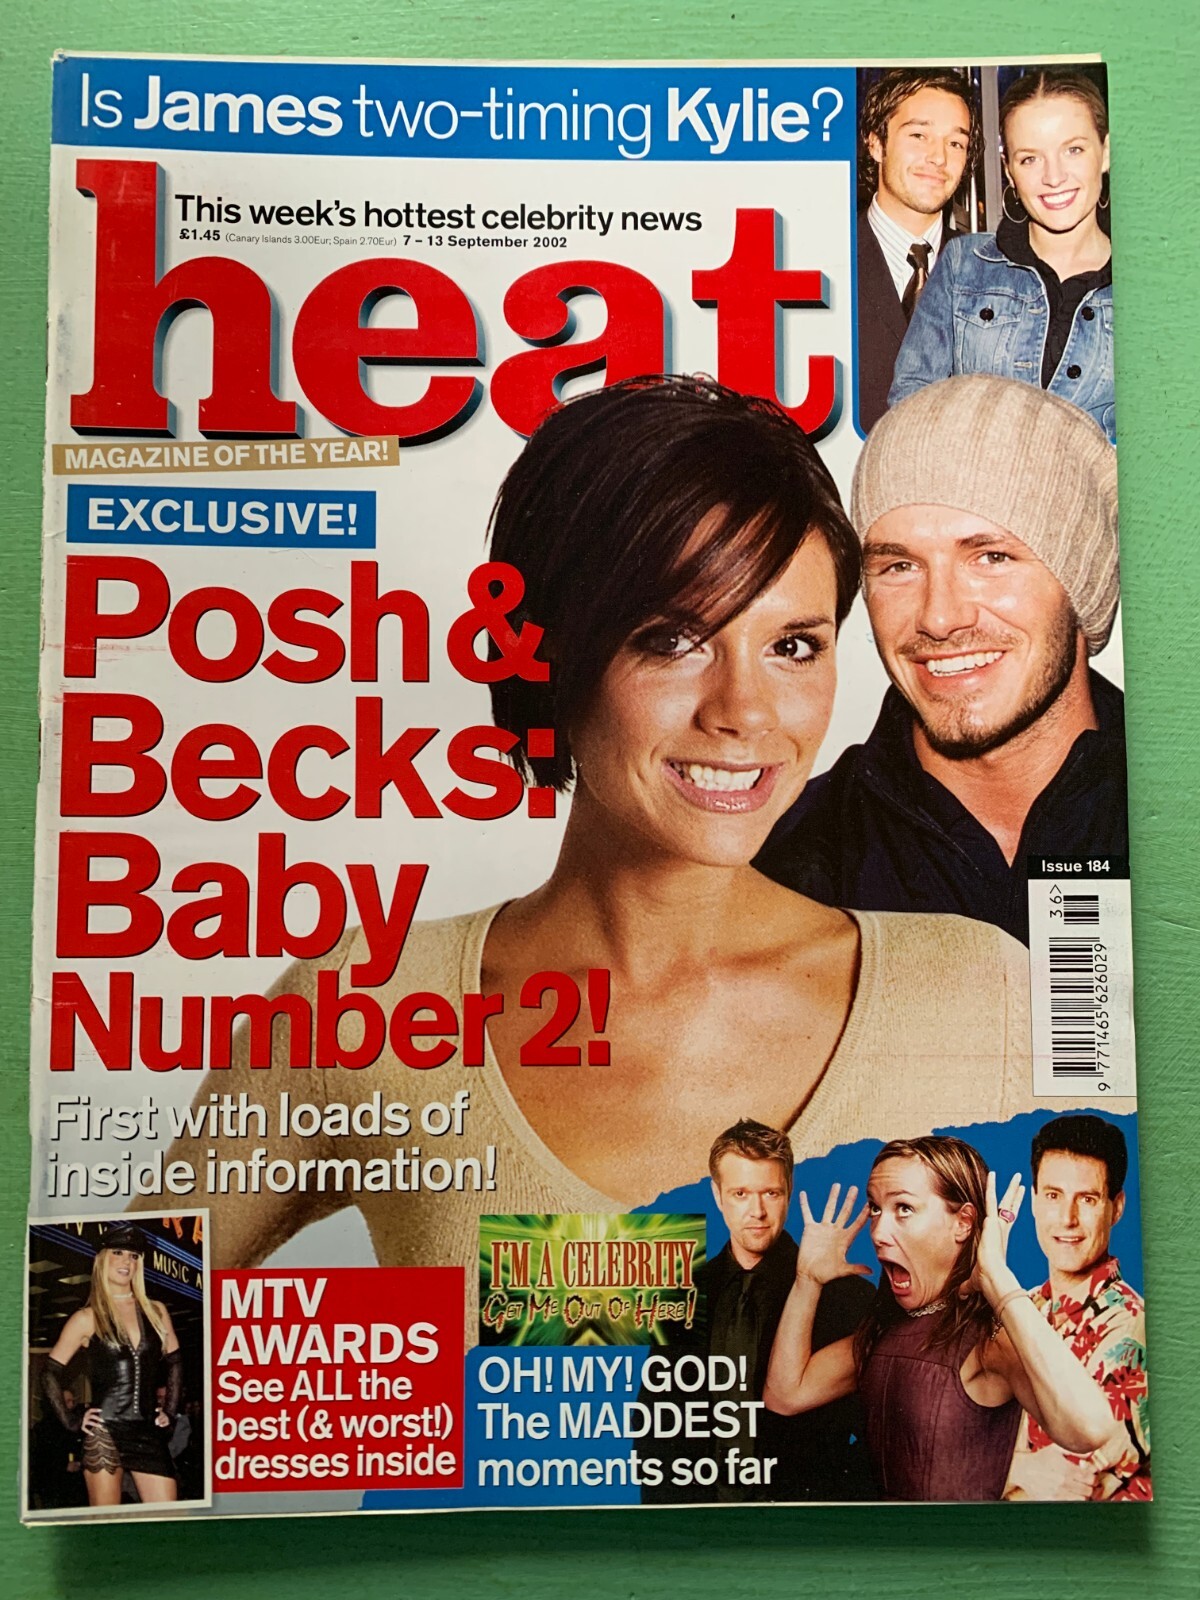 Is James two-timing Kylie?
heat
This week's hottest celebrity news
£1.45 (Canary Islands 3.00Eur; Spain 2.70Eur) 7 – 13 September 2002
MAGAZINE OF THE YEAR!
EXCLUSIVE!
Posh &
Becks:
Baby
Number 2!
First with loads of
inside information!
Issue 184
36>
9 771465 626029
MUSIC A
MTV
AWARDS
See ALL the
best (& worst!)
dresses inside
I'M A CELEBRITY
GET ME OUT OF HERE!
OH! MY! GOD!
The MADDEST
moments so far